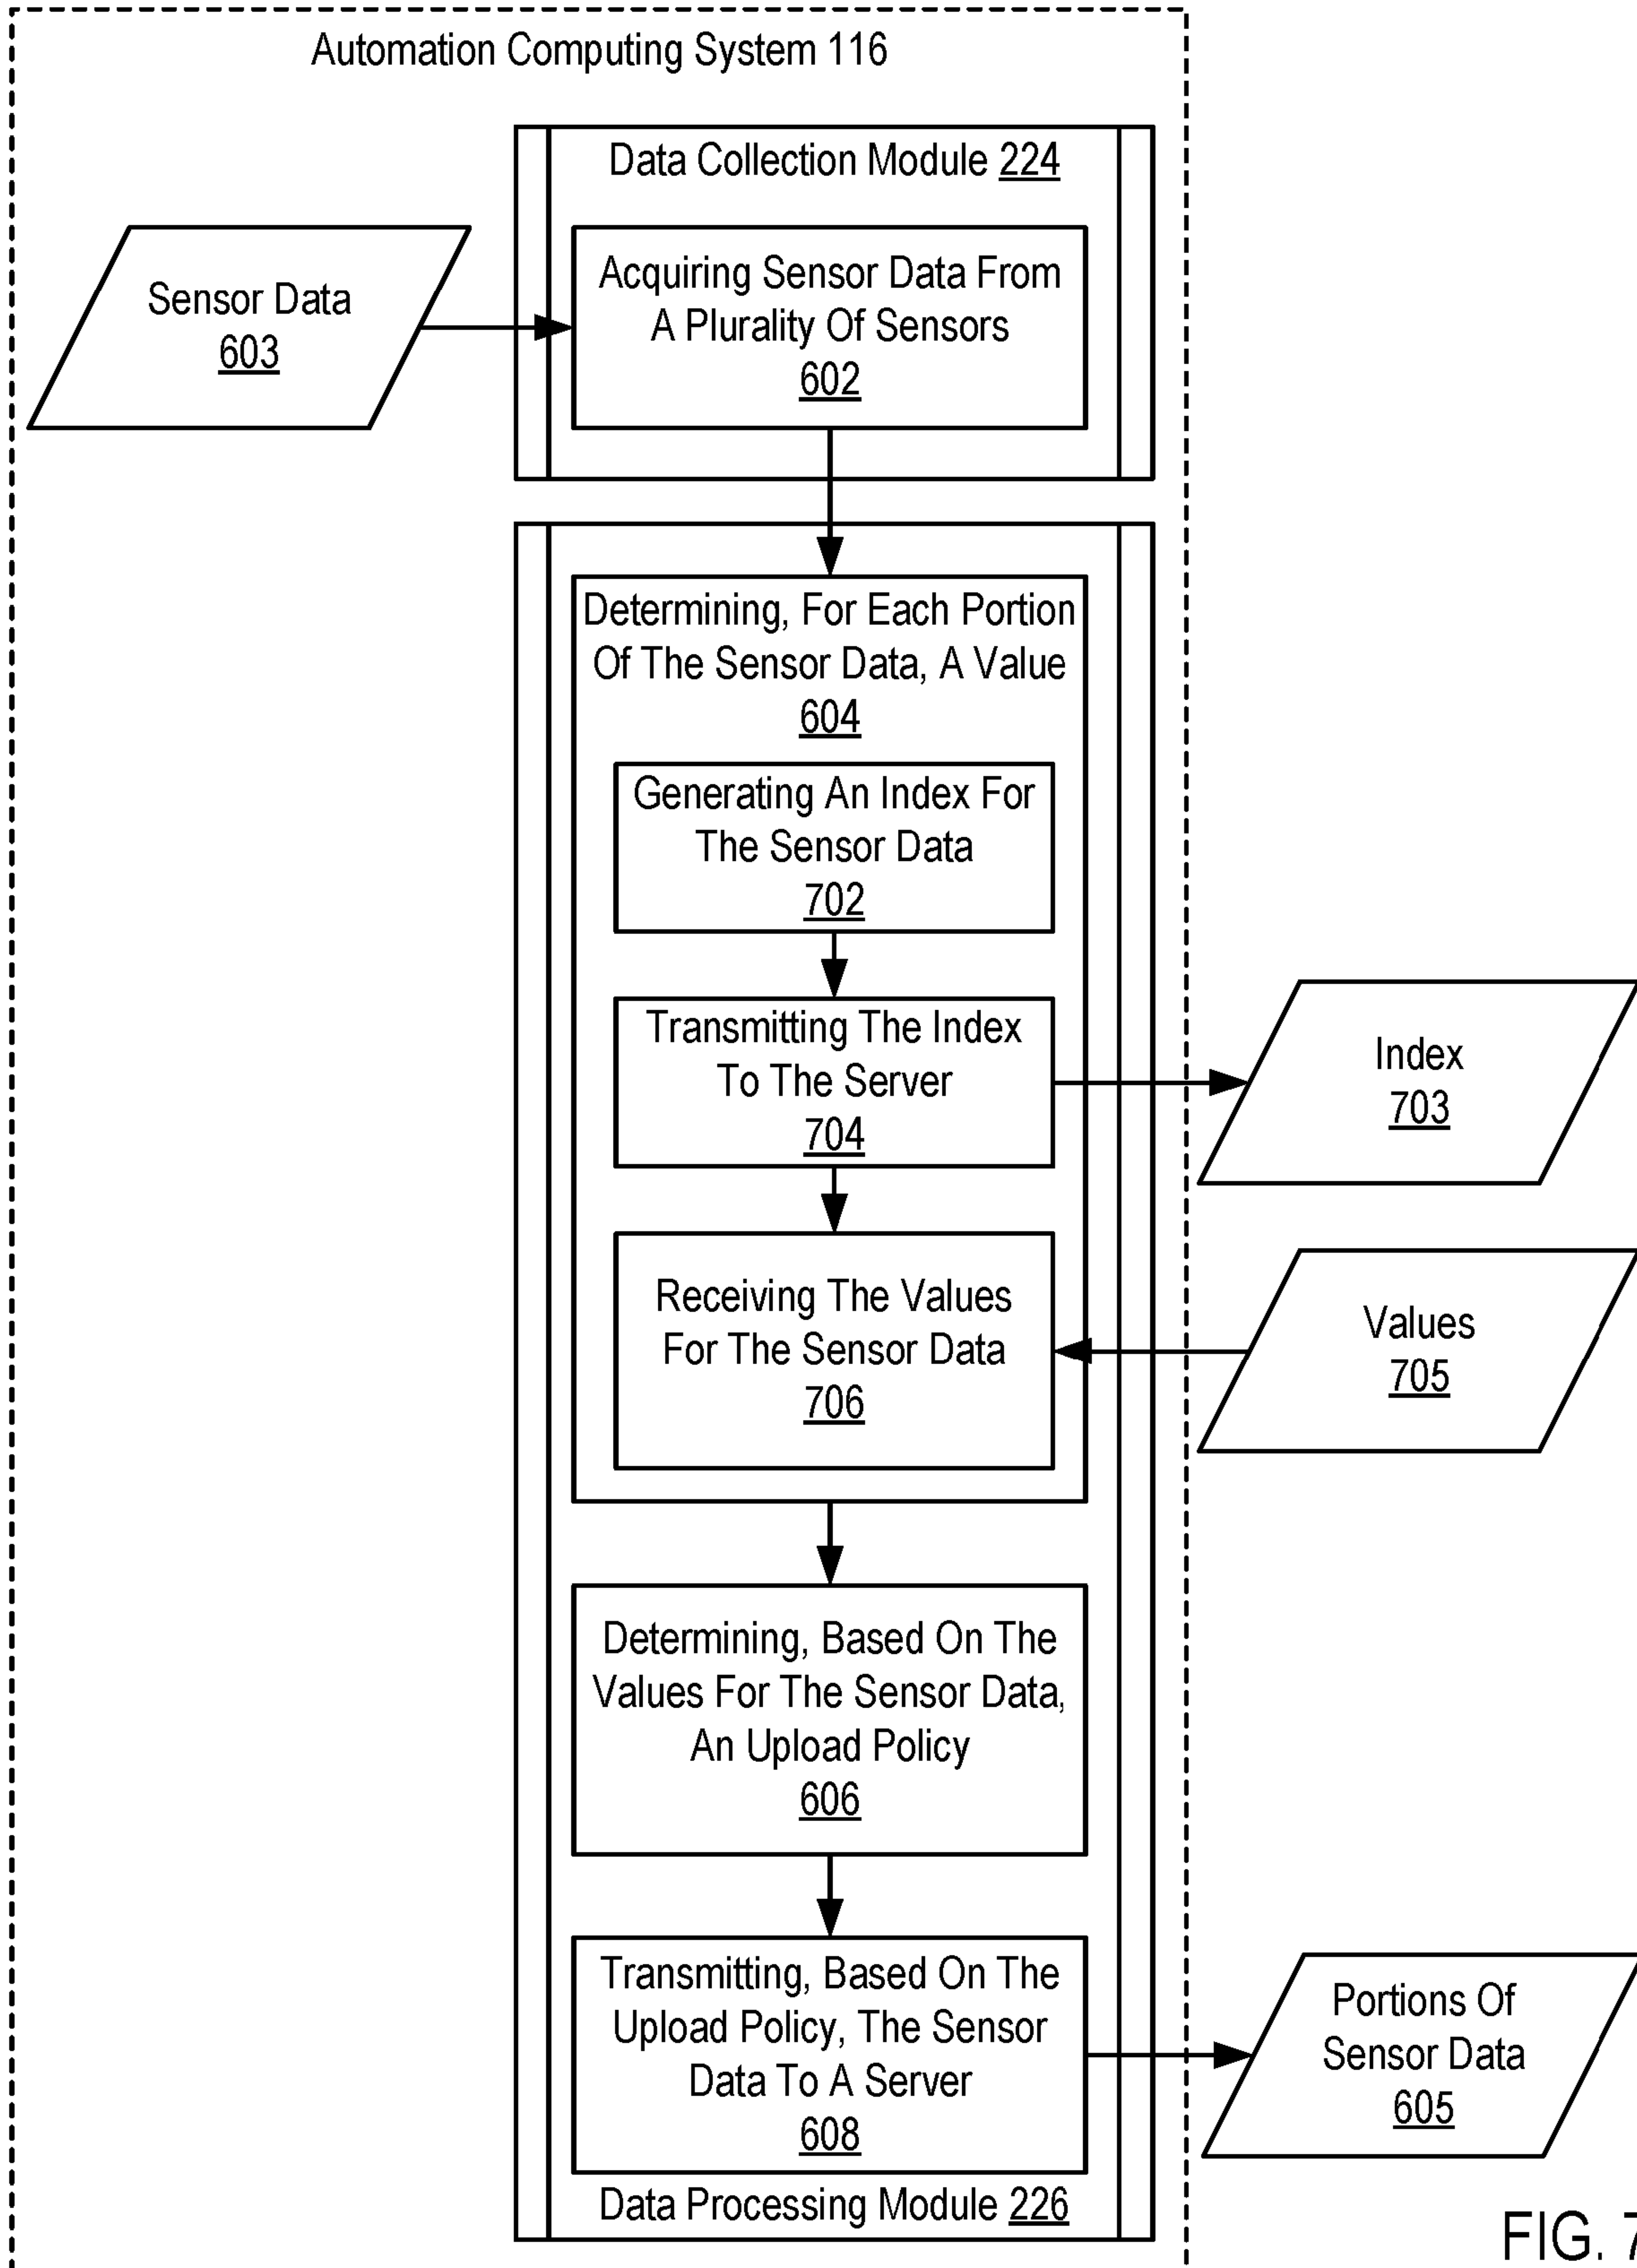 Automation Computing System 116
Data Collection Module 224
Sensor Data
603
Acquiring Sensor Data From
A Plurality Of Sensors
602
Determining, For Each Portion
Of The Sensor Data, A Value
604
Generating An Index For
The Sensor Data
702
Transmitting The Index
To The Server
704
Index
703
Receiving The Values
For The Sensor Data
706
Values
705
Determining, Based On The
Values For The Sensor Data,
An Upload Policy
606
Transmitting, Based On The
Upload Policy, The Sensor
Data To A Server
608
Portions Of
Sensor Data
605
Data Processing Module 226
FIG. 7